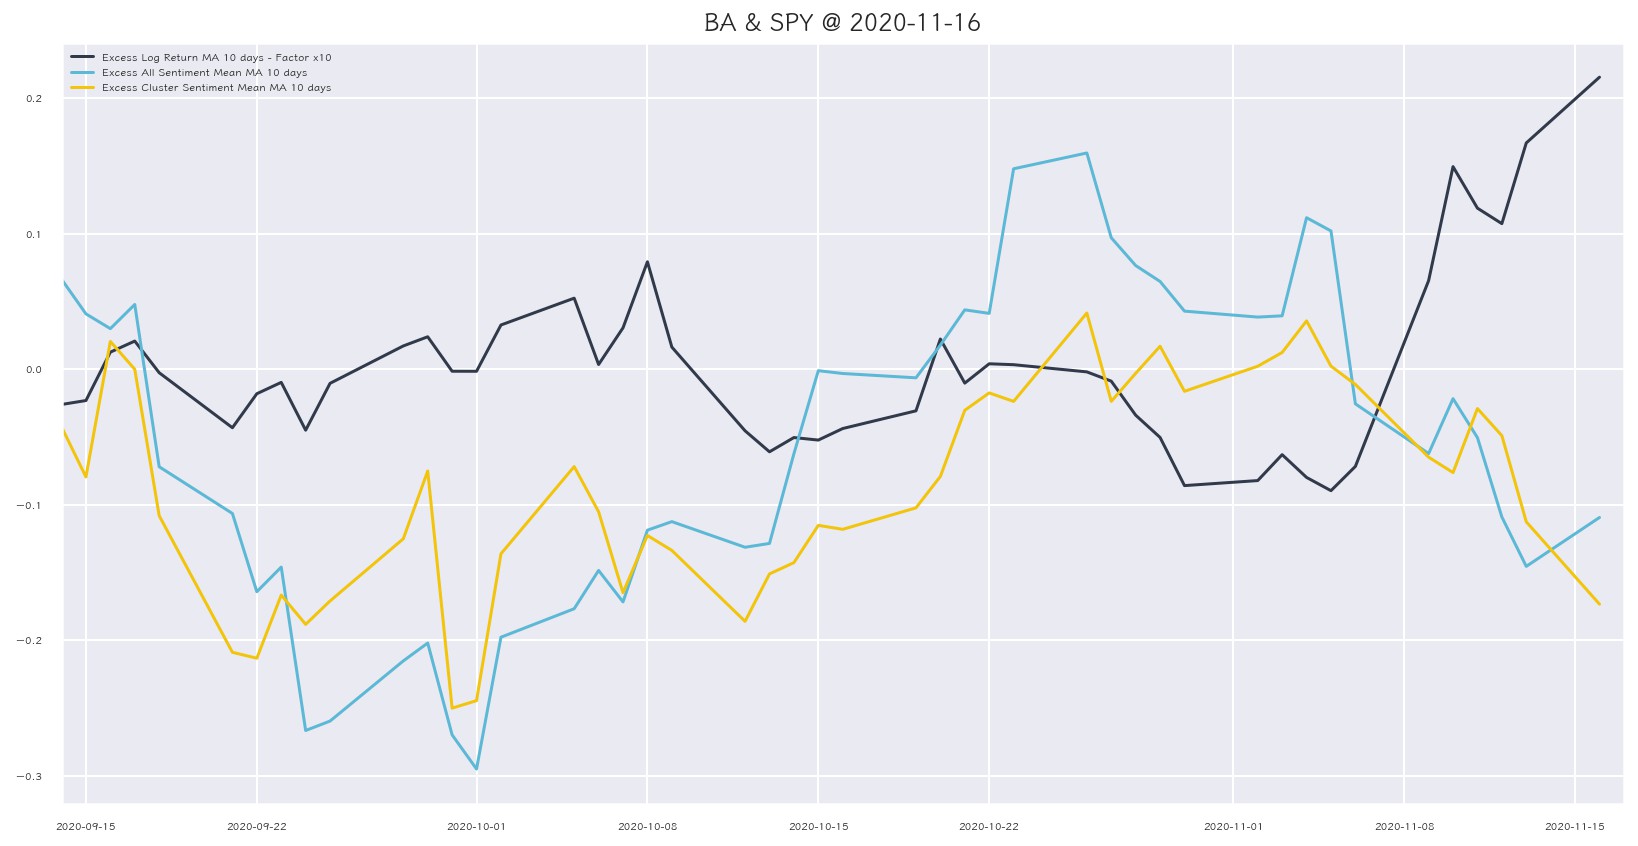 BA & SPY @ 2020-11-16
Excess Log Return MA 10 days - Factor x10
Excess All Sentiment Mean MA 10 days
Excess Cluster Sentiment Mean MA 10 days
0.2
0.1
0.0
−0.1
−0.2
−0.3
2020-09-15 2020-09-22 2020-10-01 2020-10-08 2020-10-15 2020-10-22 2020-11-01 2020-11-08 2020-11-15